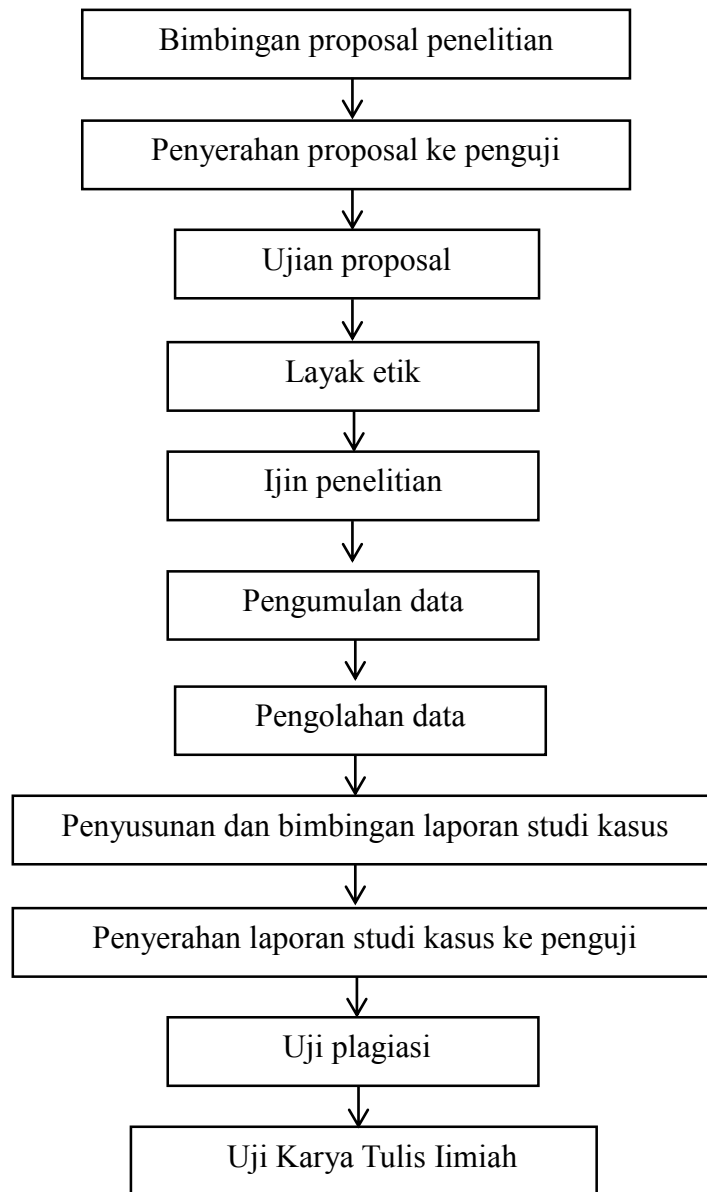 Bimbingan proposal penelitian
Penyerahan proposal ke penguji
Ujian proposal
Layak etik
Ijin penelitian
Pengumulan data
Pengolahan data
Penyusunan dan bimbingan laporan studi kasus
Penyerahan laporan studi kasus ke penguji
Uji plagiasi
Uji Karya Tulis Iimiah